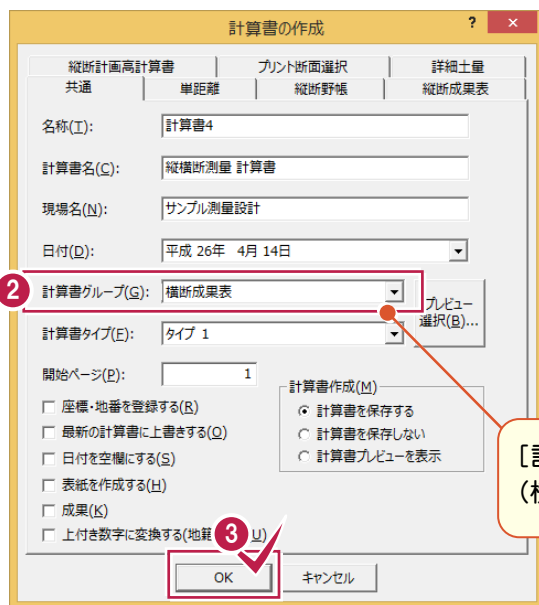 計算書の作成
? ×
縦断計画高計算書 プリント断面選択 詳細土量
共通 単距離 縦断野帳 縦断成果表
名称(T): 計算書4
計算書名(C): 縦横断測量 計算書
現場名(N): サンプル測量設計
日付(D): 平成 26年 4月 14日
2 計算書グループ(G): 横断成果表
プレビュー
選択(B)...
計算書タイプ(F): タイプ 1
開始ページ(P): 1
計算書作成(M)
座標・地番を登録する(R)
計算書を保存する
最新の計算書に上書きする(O)
計算書を保存しない
日付を空欄にする(S)
計算書プレビューを表示
表紙を作成する(H)
成果(K)
上付き数字に変換する(地籍 U)
3
OK キャンセル